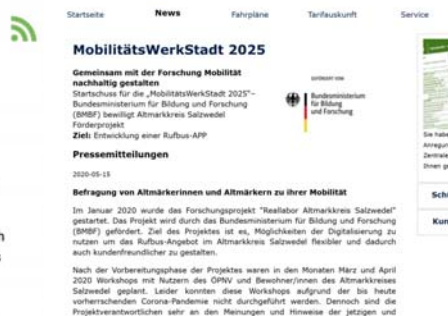 Startseite
News
Fahrpläne
Tarifauskunft
Service
MobilitätsWerkStadt 2025
Gemeinsam mit der Forschung Mobilität
nachhaltig gestalten
Startschuss für die „MobilitätsWerkStadt 2025"–
Bundesministerium für Bildung und Forschung
(BMBF) bewilligt Altmarkkreis Salzwedel
Förderprojekt
Ziel: Entwicklung einer Rufbus-APP
GEFÖRDERT VOM
Bundesministerium
für Bildung
und Forschung
Pressemitteilungen
2020-05-15
Befragung von Altmärkerinnen und Altmärkern zu ihrer Mobilität
Im Januar 2020 wurde das Forschungsprojekt "Reallabor Altmarkkreis Salzwedel"
gestartet. Das Projekt wird durch das Bundesministerium für Bildung und Forschung
(BMBF) gefördert. Ziel des Projektes ist es, Möglichkeiten der Digitalisierung zu
nutzen um das Rufbus-Angebot im Altmarkkreis Salzwedel flexibler und dadurch
auch kundenfreundlicher zu gestalten.
Nach der Vorbereitungsphase des Projektes waren in den Monaten März und April
2020 Workshops mit Nutzern des ÖPNV und Bewohner/innen des Altmarkkreises
Salzwedel geplant. Leider konnten diese Workshops aufgrund der bis heute
vorherrschenden Corona-Pandemie nicht durchgeführt werden. Dennoch sind die
Projektverantwortlichen sehr an den Meinungen und Hinweise der jetzigen und
Sie habe
Anregun
Zentrale
Ihnen ge
Schü
Kun